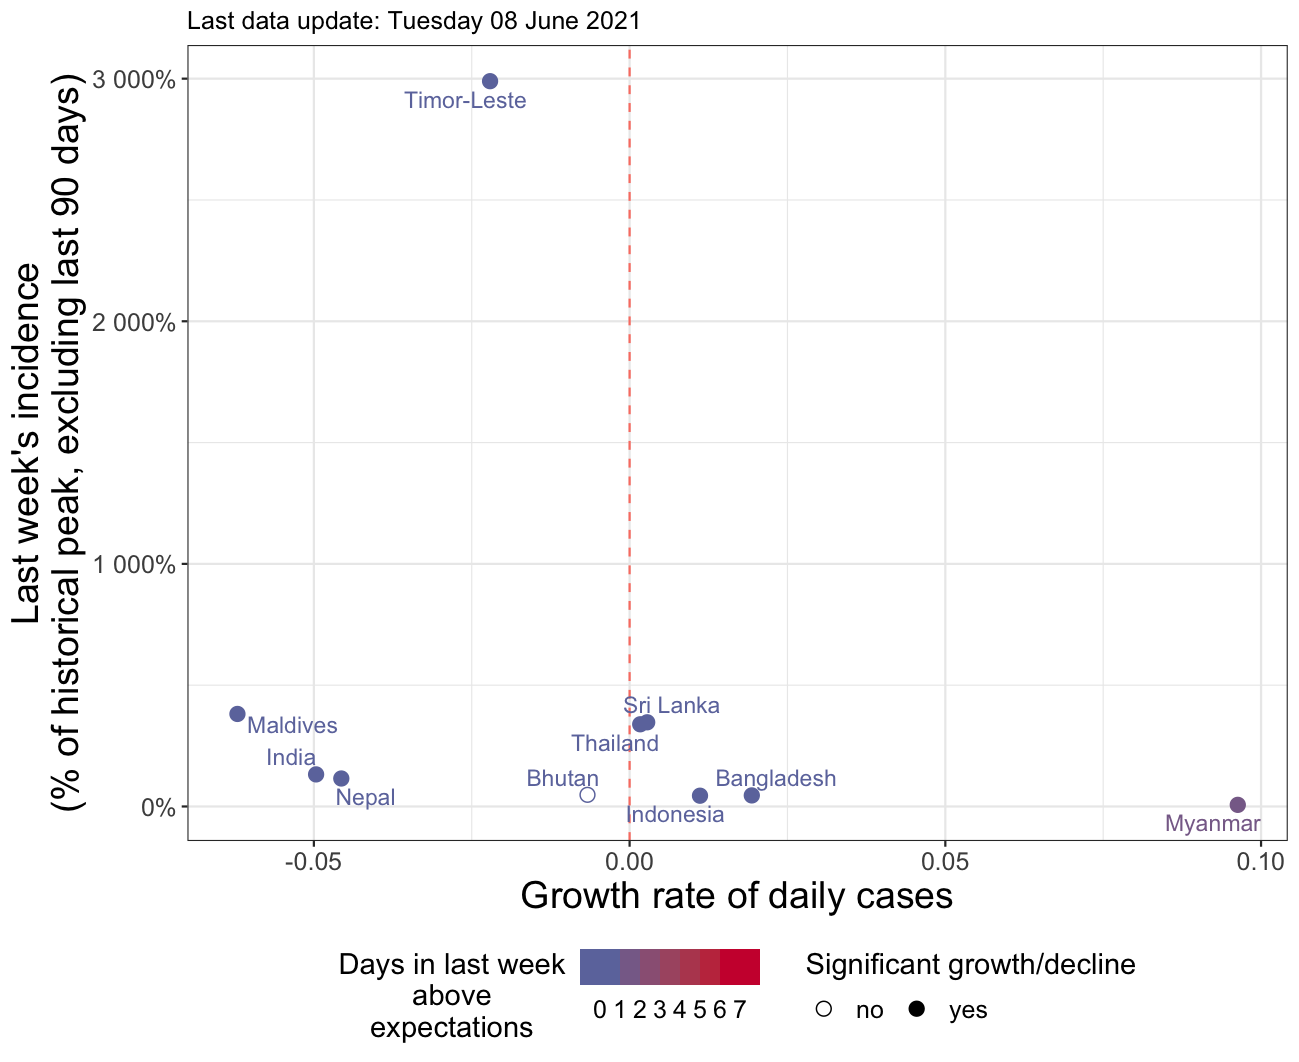 Last data update: Tuesday 08 June 2021
Last week's incidence
(% of historical peak, excluding last 90 days)
3 000%
2 000%
1 000%
0%
Timor-Leste
Maldives
India
Nepal
Sri Lanka
Thailand
Bhutan
Bangladesh
Indonesia
Myanmar
-0.05
0.00
0.05
0.10
Growth rate of daily cases
Days in last week
above
expectations
0 1 2 3 4 5 6 7
Significant growth/decline
no
yes